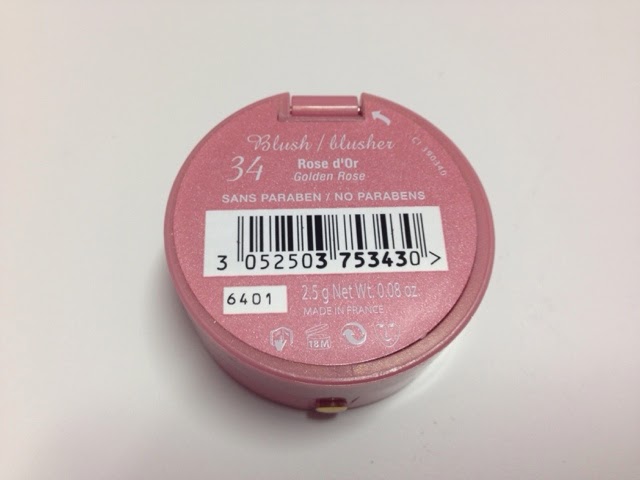 Blush / blusher
34 Rose d'Or
Golden Rose
SANS PARABEN / NO PARABENS
3 052503 753430 >
6401 2.5 g Net Wt. 0.08 oz.
MADE IN FRANCE
18M